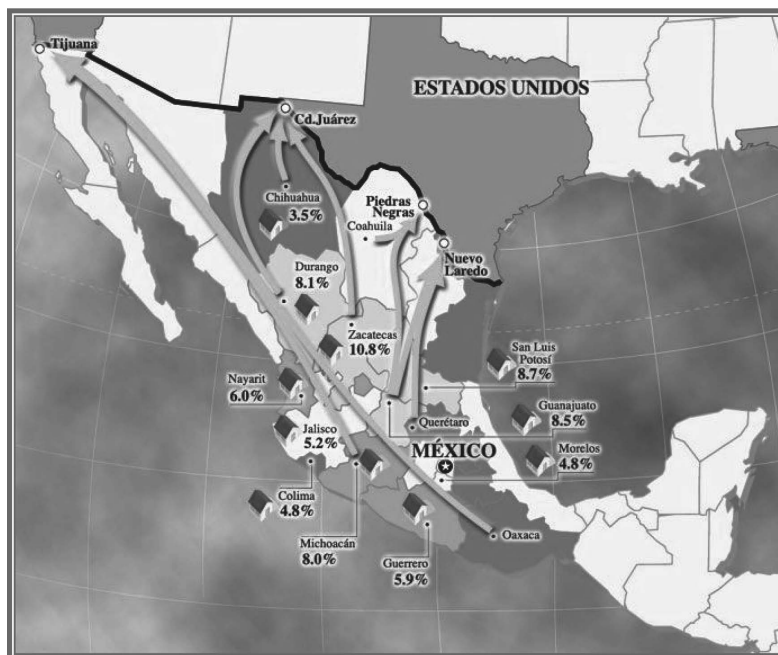 Tijuana
ESTADOS UNIDOS
Cd.Juárez
Chihuahua
3.5%
Piedras
Negras
Coahuila
Nuevo
Laredo
Durango
8.1%
Zacatecas
10.8%
San Luis
Potosí
8.7%
Nayarit
6.0%
Guanajuato
8.5%
Querétaro
Jalisco
5.2%
MÉXICO
Morelos
4.8%
Colima
4.8%
Michoacán
8.0%
Guerrero
5.9%
Oaxaca